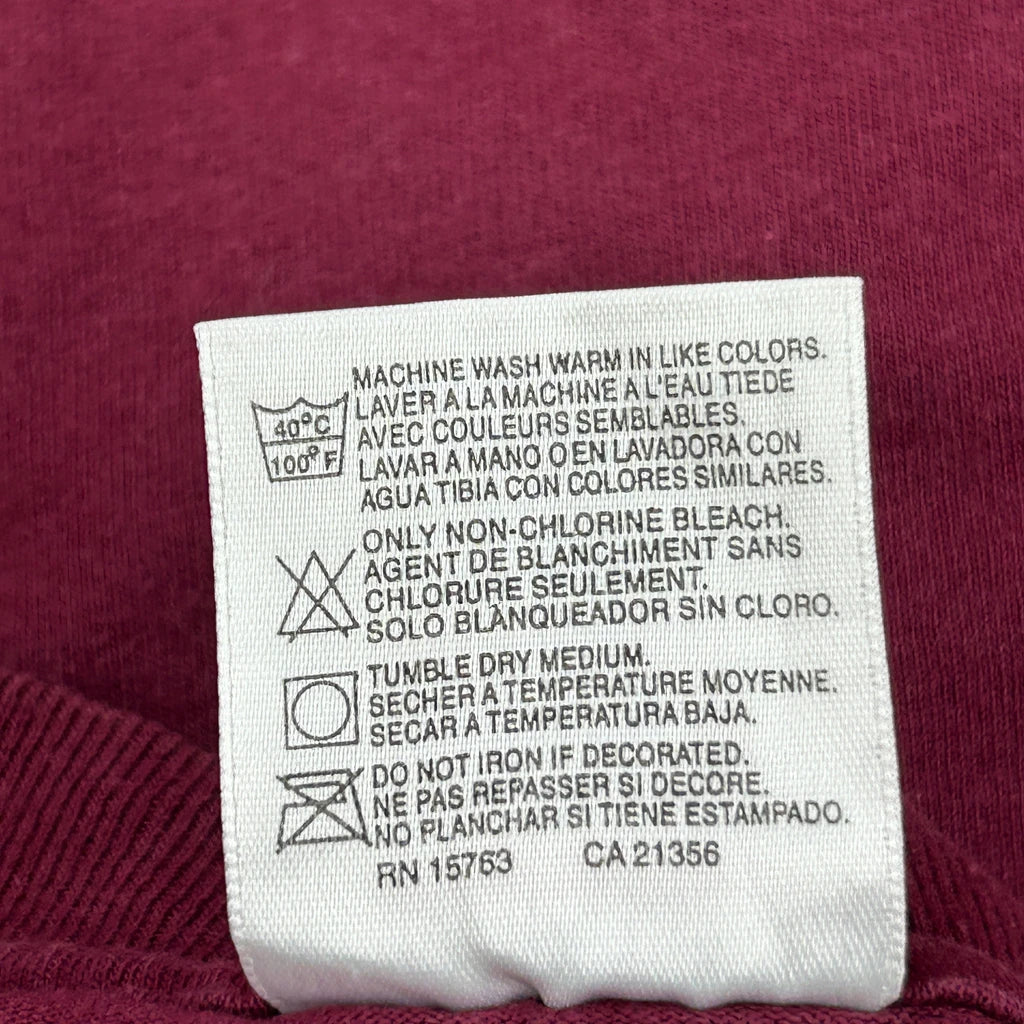 MACHINE WASH WARM IN LIKE COLORS.
LAVER A LA MACHINE A L'EAU TIEDE
AVEC COULEURS SEMBLABLES.
LAVAR A MANO O EN LAVADORA CON
AGUA TIBIA CON COLORES SIMILARES.
40°C
100°F
ONLY NON-CHLORINE BLEACH.
AGENT DE BLANCHIMENT SANS
CHLORURE SEULEMENT.
SOLO BLANQUEADOR SIN CLORO.
TUMBLE DRY MEDIUM.
SECHER A TEMPERATURE MOYENNE.
SECAR A TEMPERATURA BAJA.
DO NOT IRON IF DECORATED.
NE PAS REPASSER SI DECORE.
NO PLANCHAR SI TIENE ESTAMPADO.
RN 15763 CA 21356